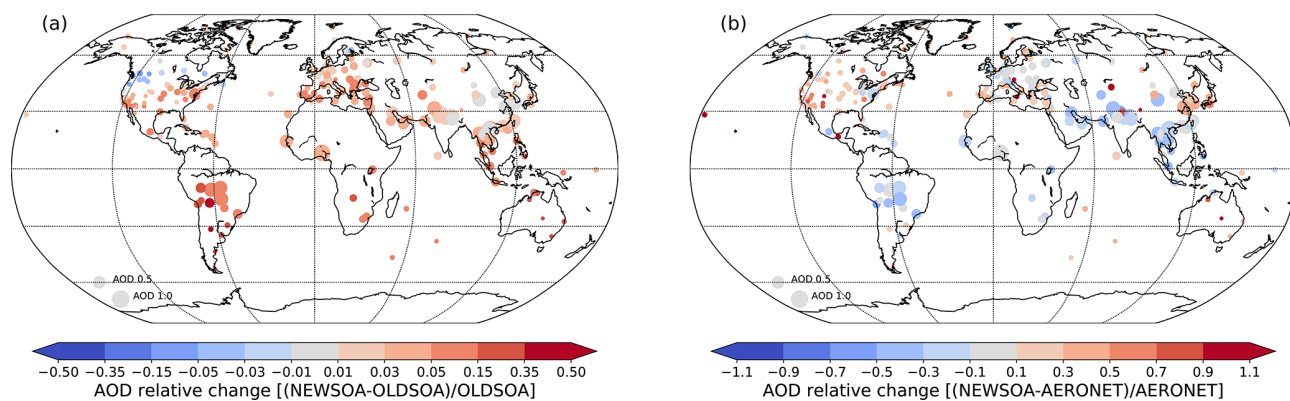 (a)
AOD 0.5
AOD 1.0
−0.50 −0.35 −0.15 −0.05 −0.03 −0.01 0.01 0.03 0.05 0.15 0.35 0.50
AOD relative change [(NEWSOA-OLDSOA)/OLDSOA]
(b)
AOD 0.5
AOD 1.0
−1.1 −0.9 −0.7 −0.5 −0.3 −0.1 0.1 0.3 0.5 0.7 0.9 1.1
AOD relative change [(NEWSOA-AERONET)/AERONET]